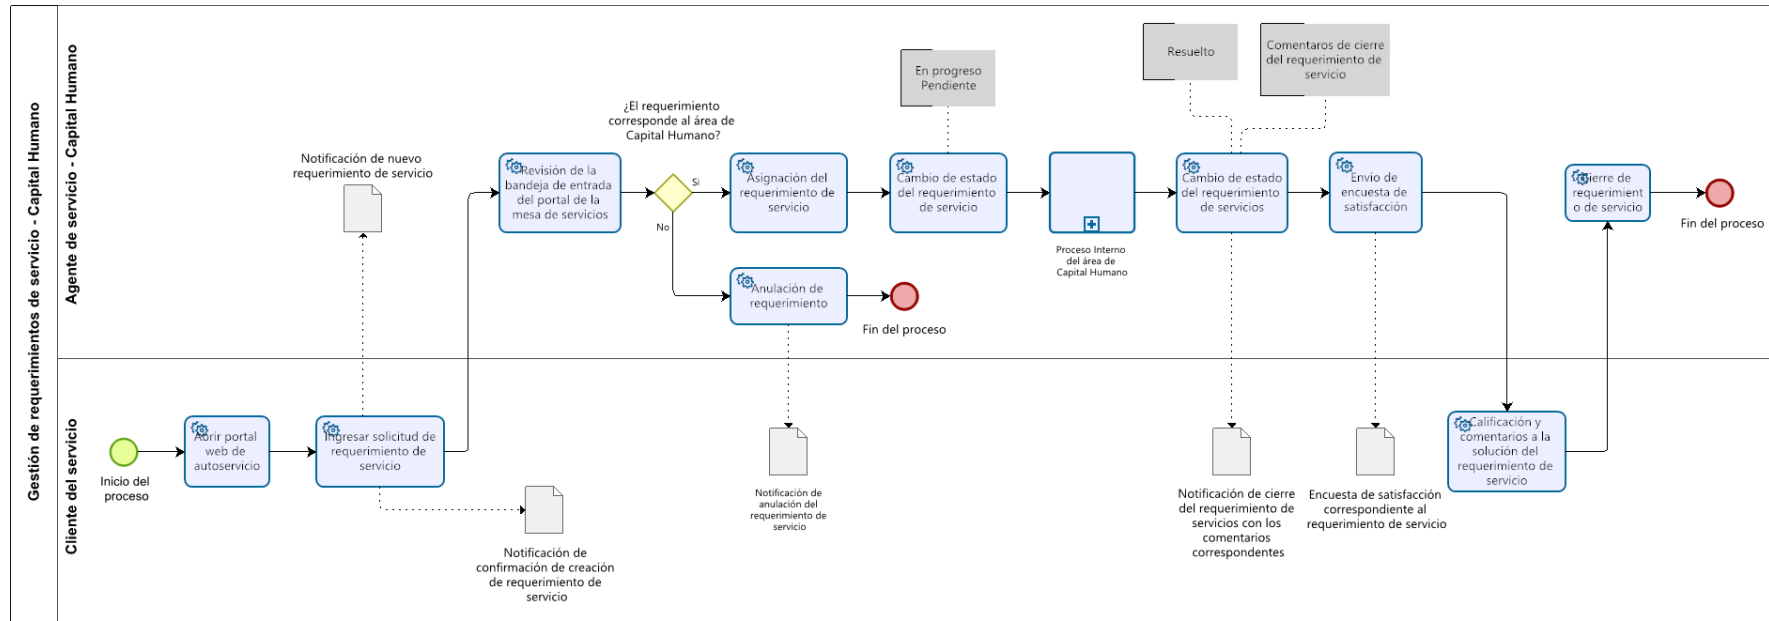 Gestión de requerimientos de servicio - Capital Humano
Agente de servicio - Capital Humano
Notificación de nuevo
requerimiento de servicio
Revisión de la
bandeja de entrada
del portal de la
mesa de servicios
¿El requerimiento
corresponde al área de
Capital Humano?
Si
No
Asignación del
requerimiento de
servicio
Anulación de
requerimiento
Fin del proceso
En progreso
Pendiente
Cambio de estado
del requerimiento
de servicio
Proceso Interno
del área de
Capital Humano
Resuelto
Comentaros de cierre
del requerimiento de
servicio
Cambio de estado
del requerimiento
de servicios
Envío de
encuesta de
satisfacción
Cierre de
requerimient
o de servicio
Fin del proceso
Cliente del servicio
Inicio del
proceso
Abrir portal
web de
autoservicio
Ingresar solicitud de
requerimiento de
servicio
Notificación de
confirmación de creación
de requerimiento de
servicio
Notificación de
anulación del
requerimiento de
servicio
Notificación de cierre
del requerimiento de
servicios con los
comentarios
correspondentes
Encuesta de satisfacción
correspondiente al
requerimiento de servicio
Calificación y
comentarios a la
solución del
requerimiento de
servicio